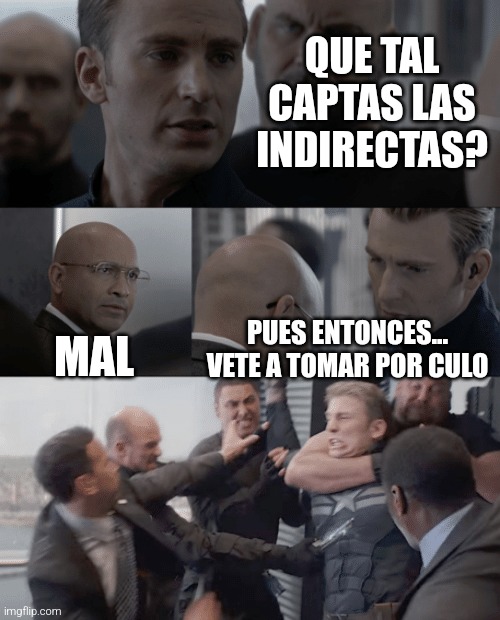 QUE TAL
CAPTAS LAS
INDIRECTAS?
MAL
PUES ENTONCES...
VETE A TOMAR POR CULO
imgflip.com